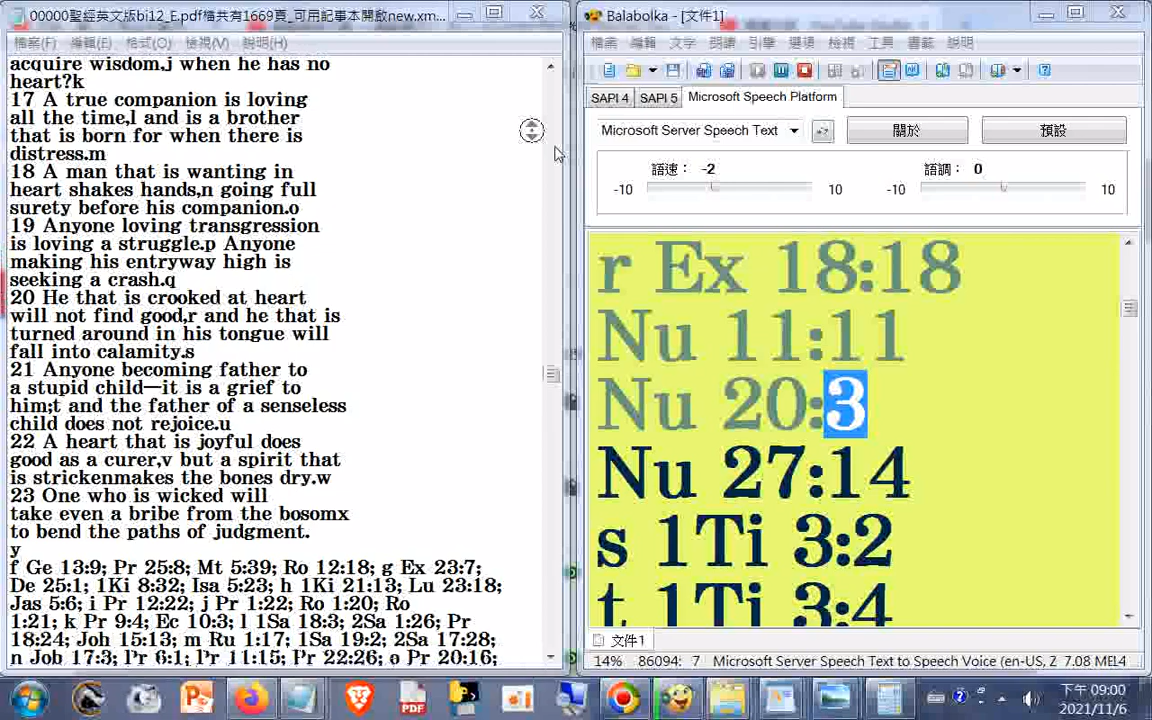 00000聖經英文版bi12_E.pdf檔共有1669頁_可用記事本開啟new.xm...
檔案(F) 編輯(E) 格式(O) 檢視(V) 說明(H)
acquire wisdom,j when he has no
heart?k
17 A true companion is loving
all the time,l and is a brother
that is born for when there is
distress.m
18 A man that is wanting in
heart shakes hands,n going full
surety before his companion.o
19 Anyone loving transgression
is loving a struggle.p Anyone
making his entryway high is
seeking a crash.q
20 He that is crooked at heart
will not find good,r and he that is
turned around in his tongue will
fall into calamity.s
21 Anyone becoming father to
a stupid child—it is a grief to
him;t and the father of a senseless
child does not rejoice.u
22 A heart that is joyful does
good as a curer,v but a spirit that
is strickenmakes the bones dry.w
23 One who is wicked will
take even a bribe from the bosomx
to bend the paths of judgment.
y
f Ge 13:9; Pr 25:8; Mt 5:39; Ro 12:18; g Ex 23:7;
De 25:1; 1Ki 8:32; Isa 5:23; h 1Ki 21:13; Lu 23:18;
Jas 5:6; i Pr 12:22; j Pr 1:22; Ro 1:20; Ro
1:21; k Pr 9:4; Ec 10:3; l 1Sa 18:3; 2Sa 1:26; Pr
18:24; Joh 15:13; m Ru 1:17; 1Sa 19:2; 2Sa 17:28;
n Job 17:3; Pr 6:1; Pr 11:15; Pr 22:26; o Pr 20:16;
Balabolka - [文件1]
檔案 編輯 文字 朗讀 引擎 選項 檢視 工具 書籤 說明
SAPI 4 SAPI 5 Microsoft Speech Platform
Microsoft Server Speech Text 關於 預設
語速： -2 語調： 0
-10 10 -10 10
r Ex 18:18
Nu 11:11
Nu 20:3
Nu 27:14
s 1Ti 3:2
t 1Ti 3:4
文件1
14% 86094: 7 Microsoft Server Speech Text to Speech Voice (en-US, Z 7.08 MEL4
PDF
下午 09:00
2021/11/6